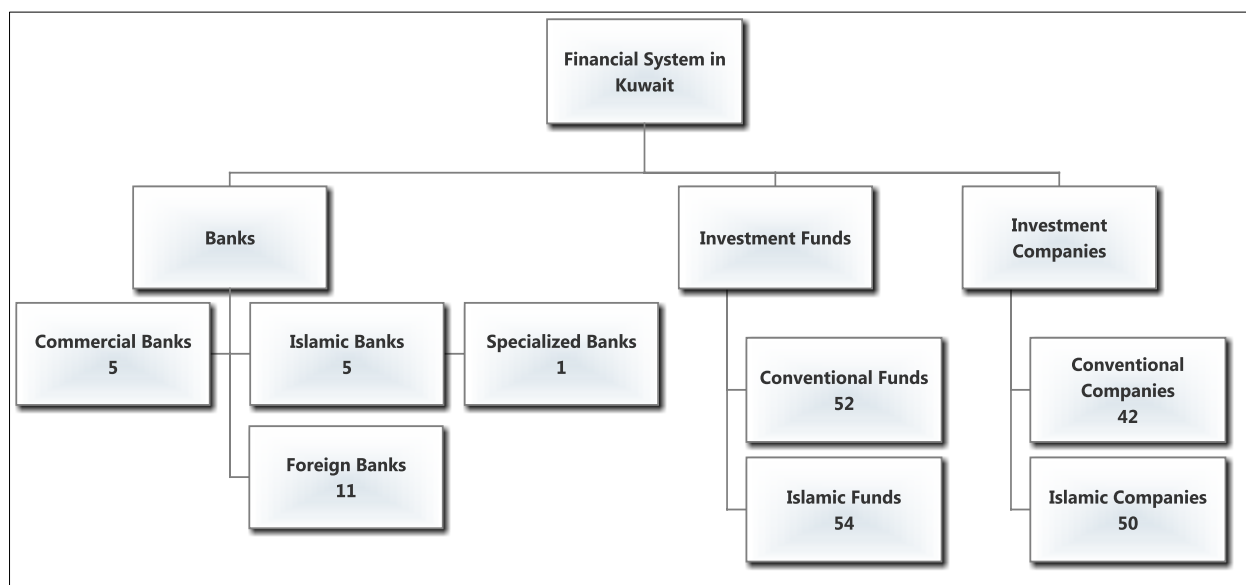 Financial System in
Kuwait
Banks
Investment Funds
Investment
Companies
Commercial Banks
5
Islamic Banks
5
Specialized Banks
1
Foreign Banks
11
Conventional Funds
52
Islamic Funds
54
Conventional
Companies
42
Islamic Companies
50